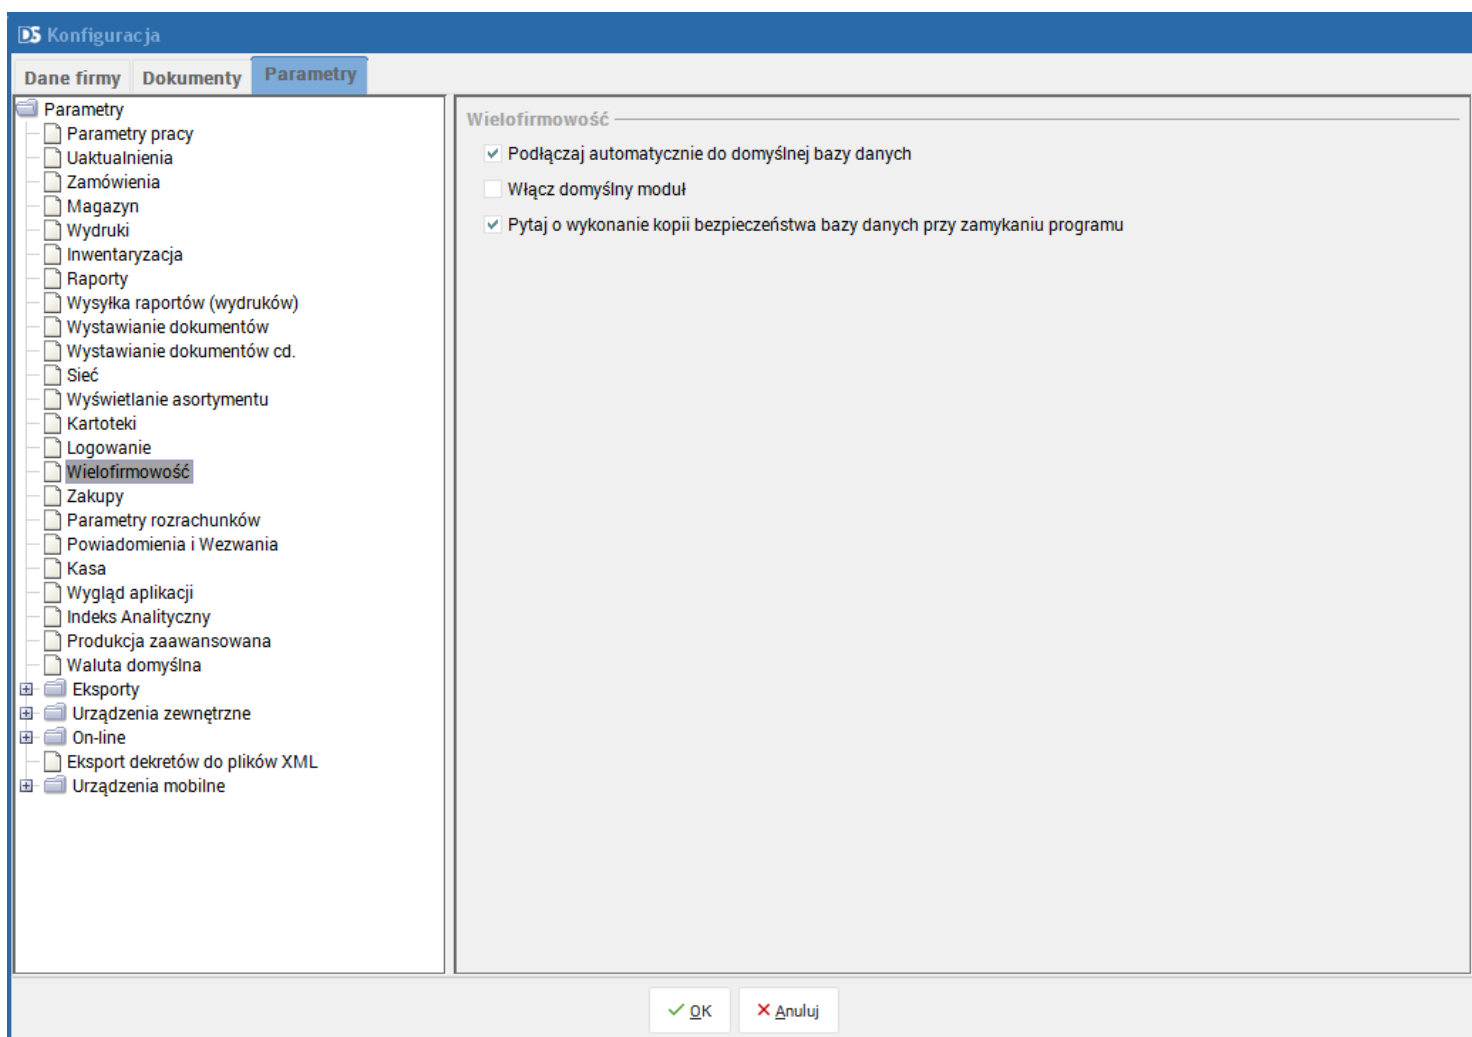 DS Konfiguracja
Dane firmy Dokumenty Parametry
Parametry
Parametry pracy
Uaktualnienia
Zamówienia
Magazyn
Wydruki
Inwentaryzacja
Raporty
Wysyłka raportów (wydruków)
Wystawianie dokumentów
Wystawianie dokumentów cd.
Sieć
Wyświetlanie asortymentu
Kartoteki
Logowanie
Wielofirmowość
Zakupy
Parametry rozrachunków
Powiadomienia i Wezwania
Kasa
Wygląd aplikacji
Indeks Analityczny
Produkcja zaawansowana
Waluta domyślna
Eksporty
Urządzenia zewnętrzne
On-line
Eksport dekretów do plików XML
Urządzenia mobilne
Wielofirmowość
Podłączaj automatycznie do domyślnej bazy danych
Włącz domyślny moduł
Pytaj o wykonanie kopii bezpieczeństwa bazy danych przy zamykaniu programu
OK Anuluj